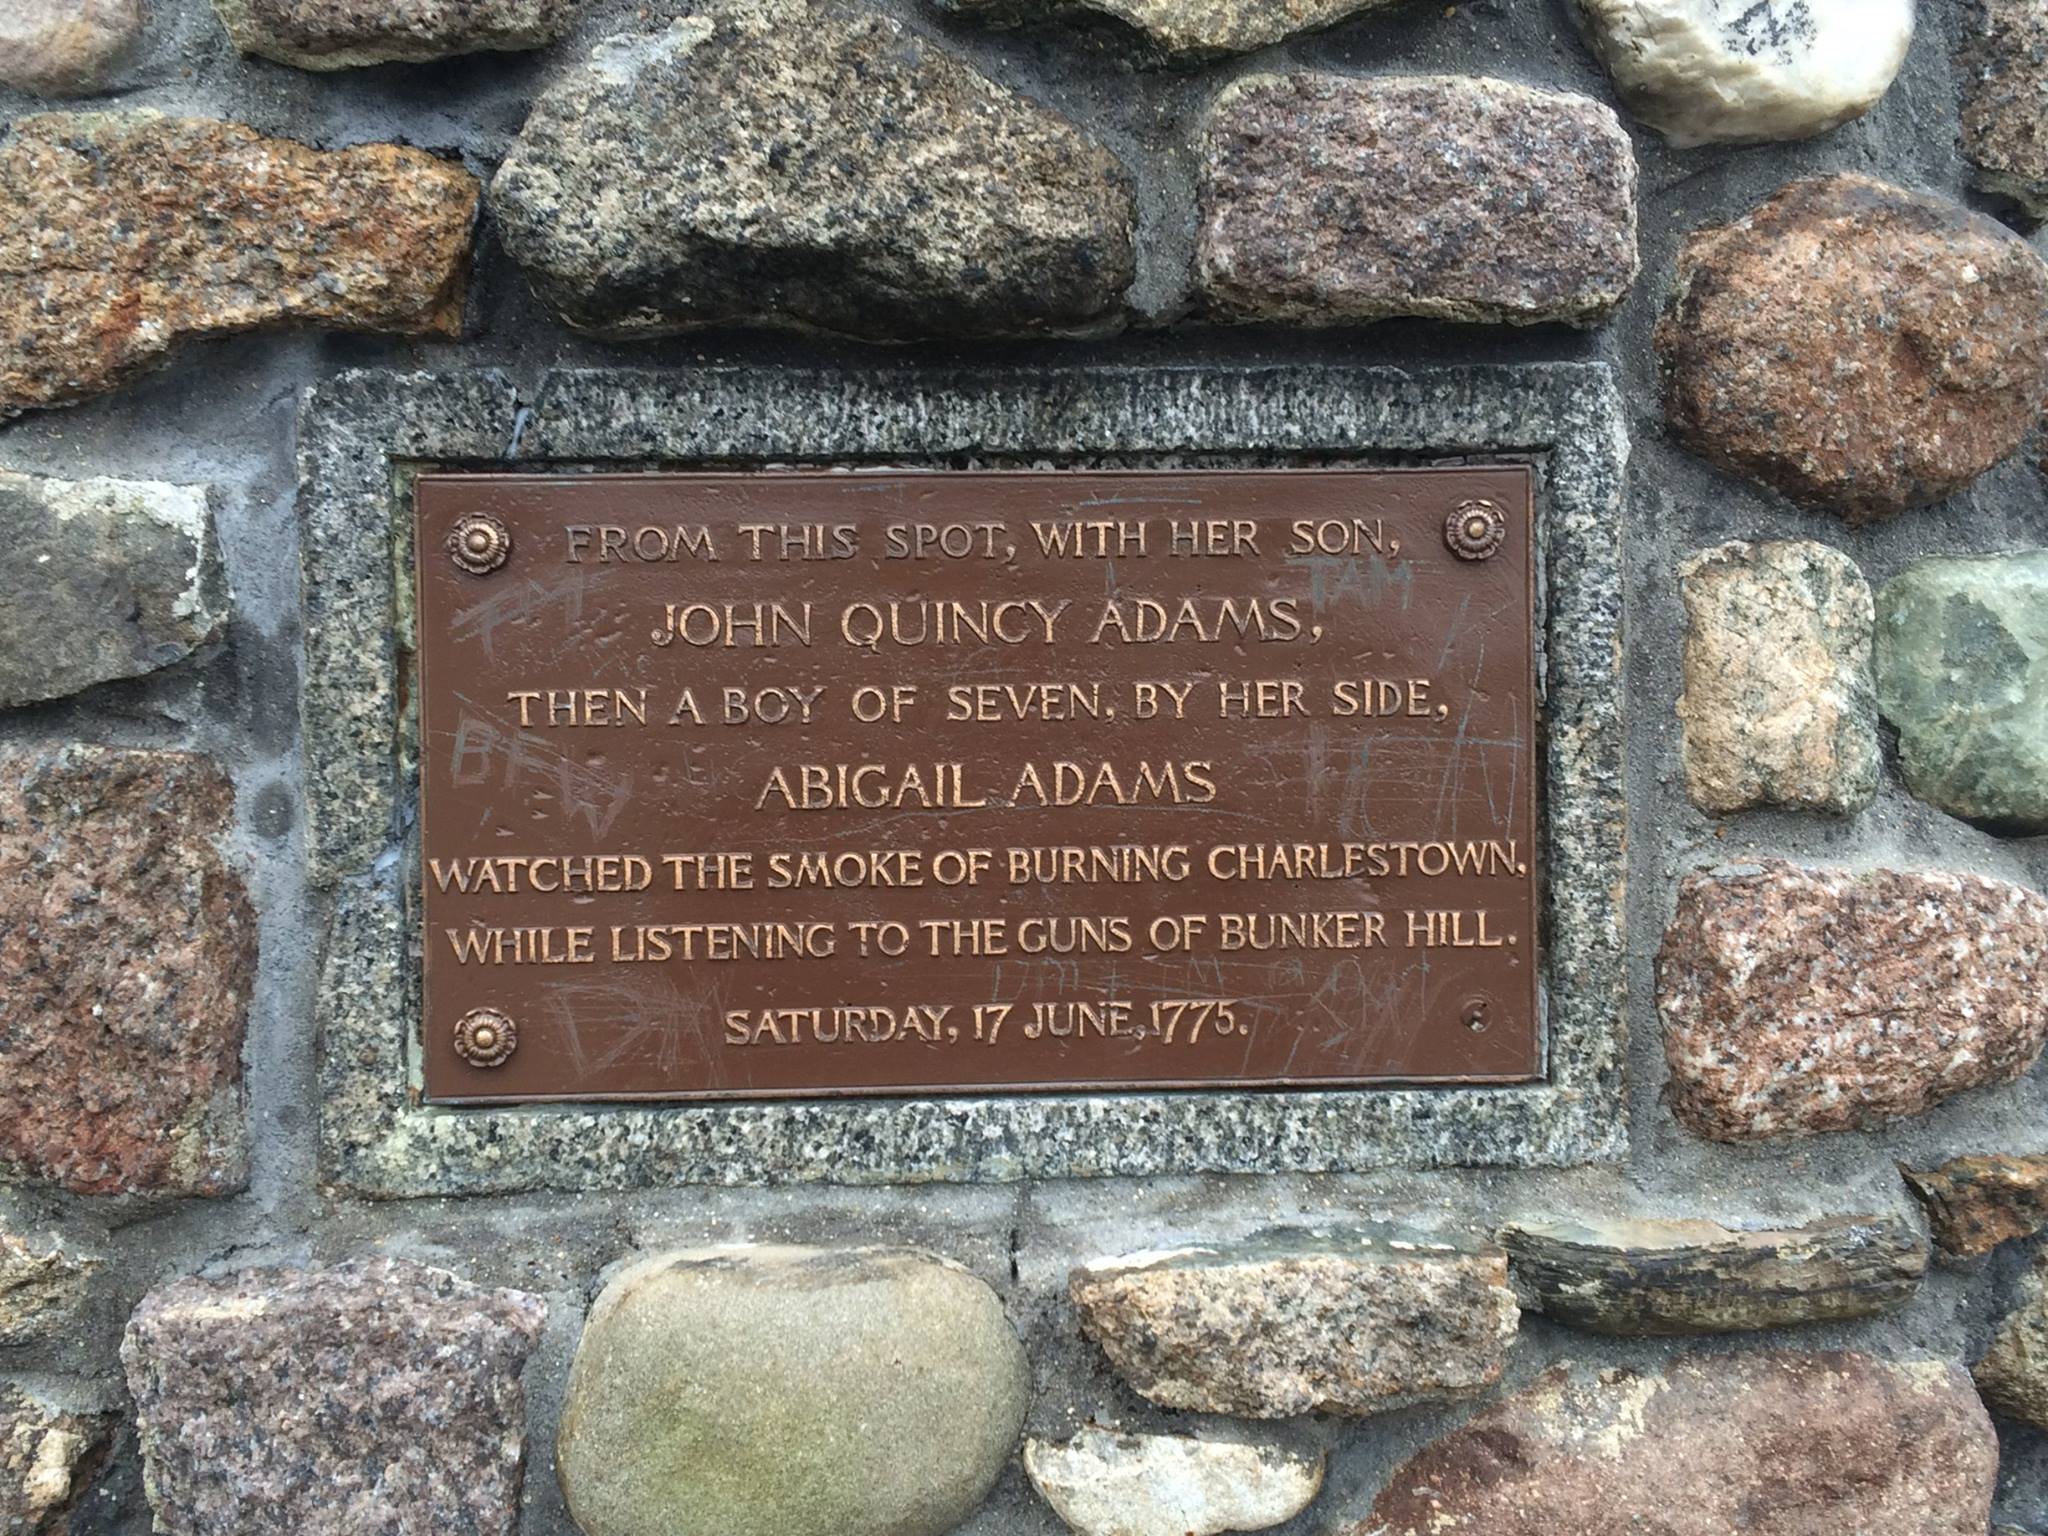 FROM THIS SPOT, WITH HER SON,
TAM
JOHN QUINCY ADAMS,
THEN A BOY OF SEVEN, BY HER SIDE,
ABIGAIL ADAMS
WATCHED THE SMOKE OF BURNING CHARLESTOWN,
WHILE LISTENING TO THE GUNS OF BUNKER HILL.
SATURDAY, 17 JUNE, 1775.